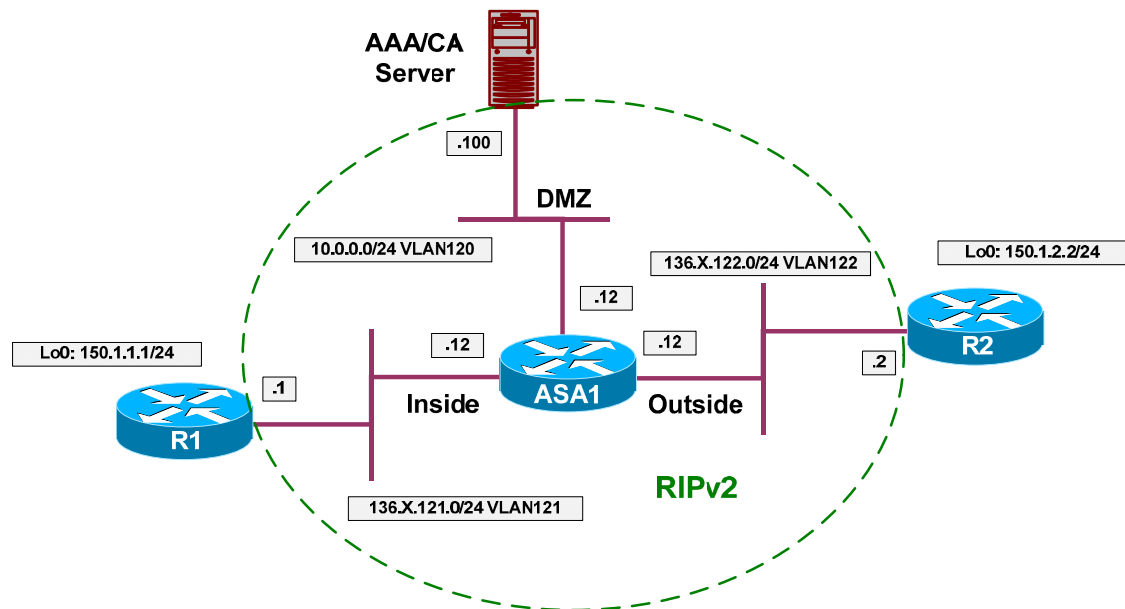 AAA/CA
Server
.100
DMZ
10.0.0.0/24 VLAN120
136.X.122.0/24 VLAN122
Lo0: 150.1.2.2/24
.12
.12
.12
R2
.2
Lo0: 150.1.1.1/24
.1
ASA1
Inside
Outside
R1
RIPv2
136.X.121.0/24 VLAN121